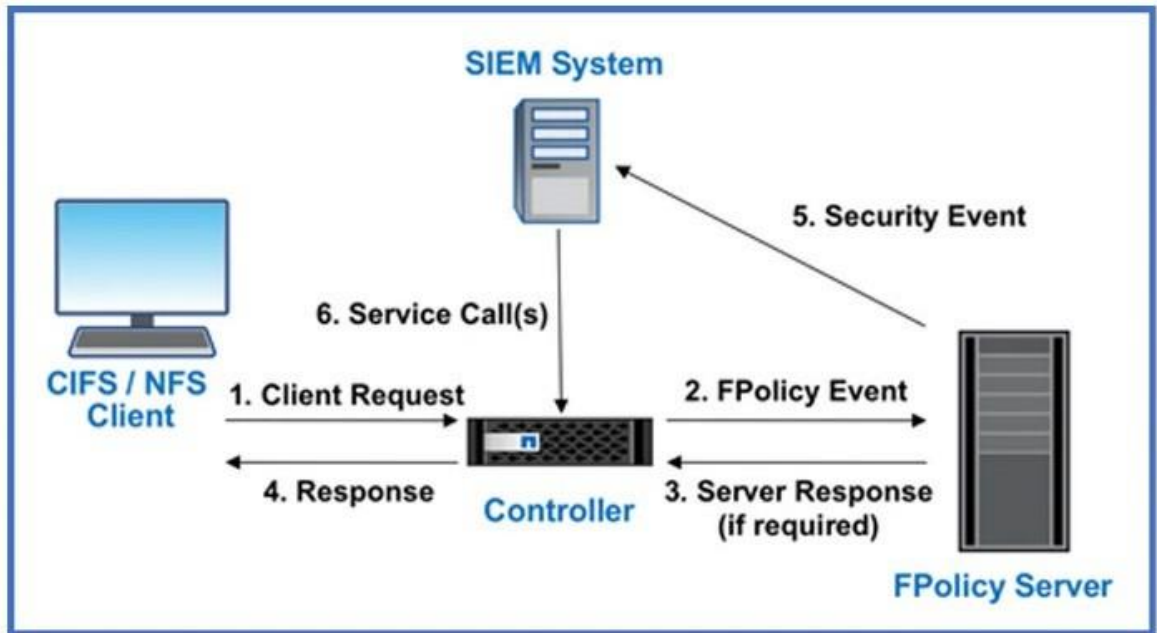 SIEM System
5. Security Event
6. Service Call(s)
CIFS / NFS
Client
1. Client Request
2. FPolicy Event
4. Response
Controller
3. Server Response
(if required)
FPolicy Server